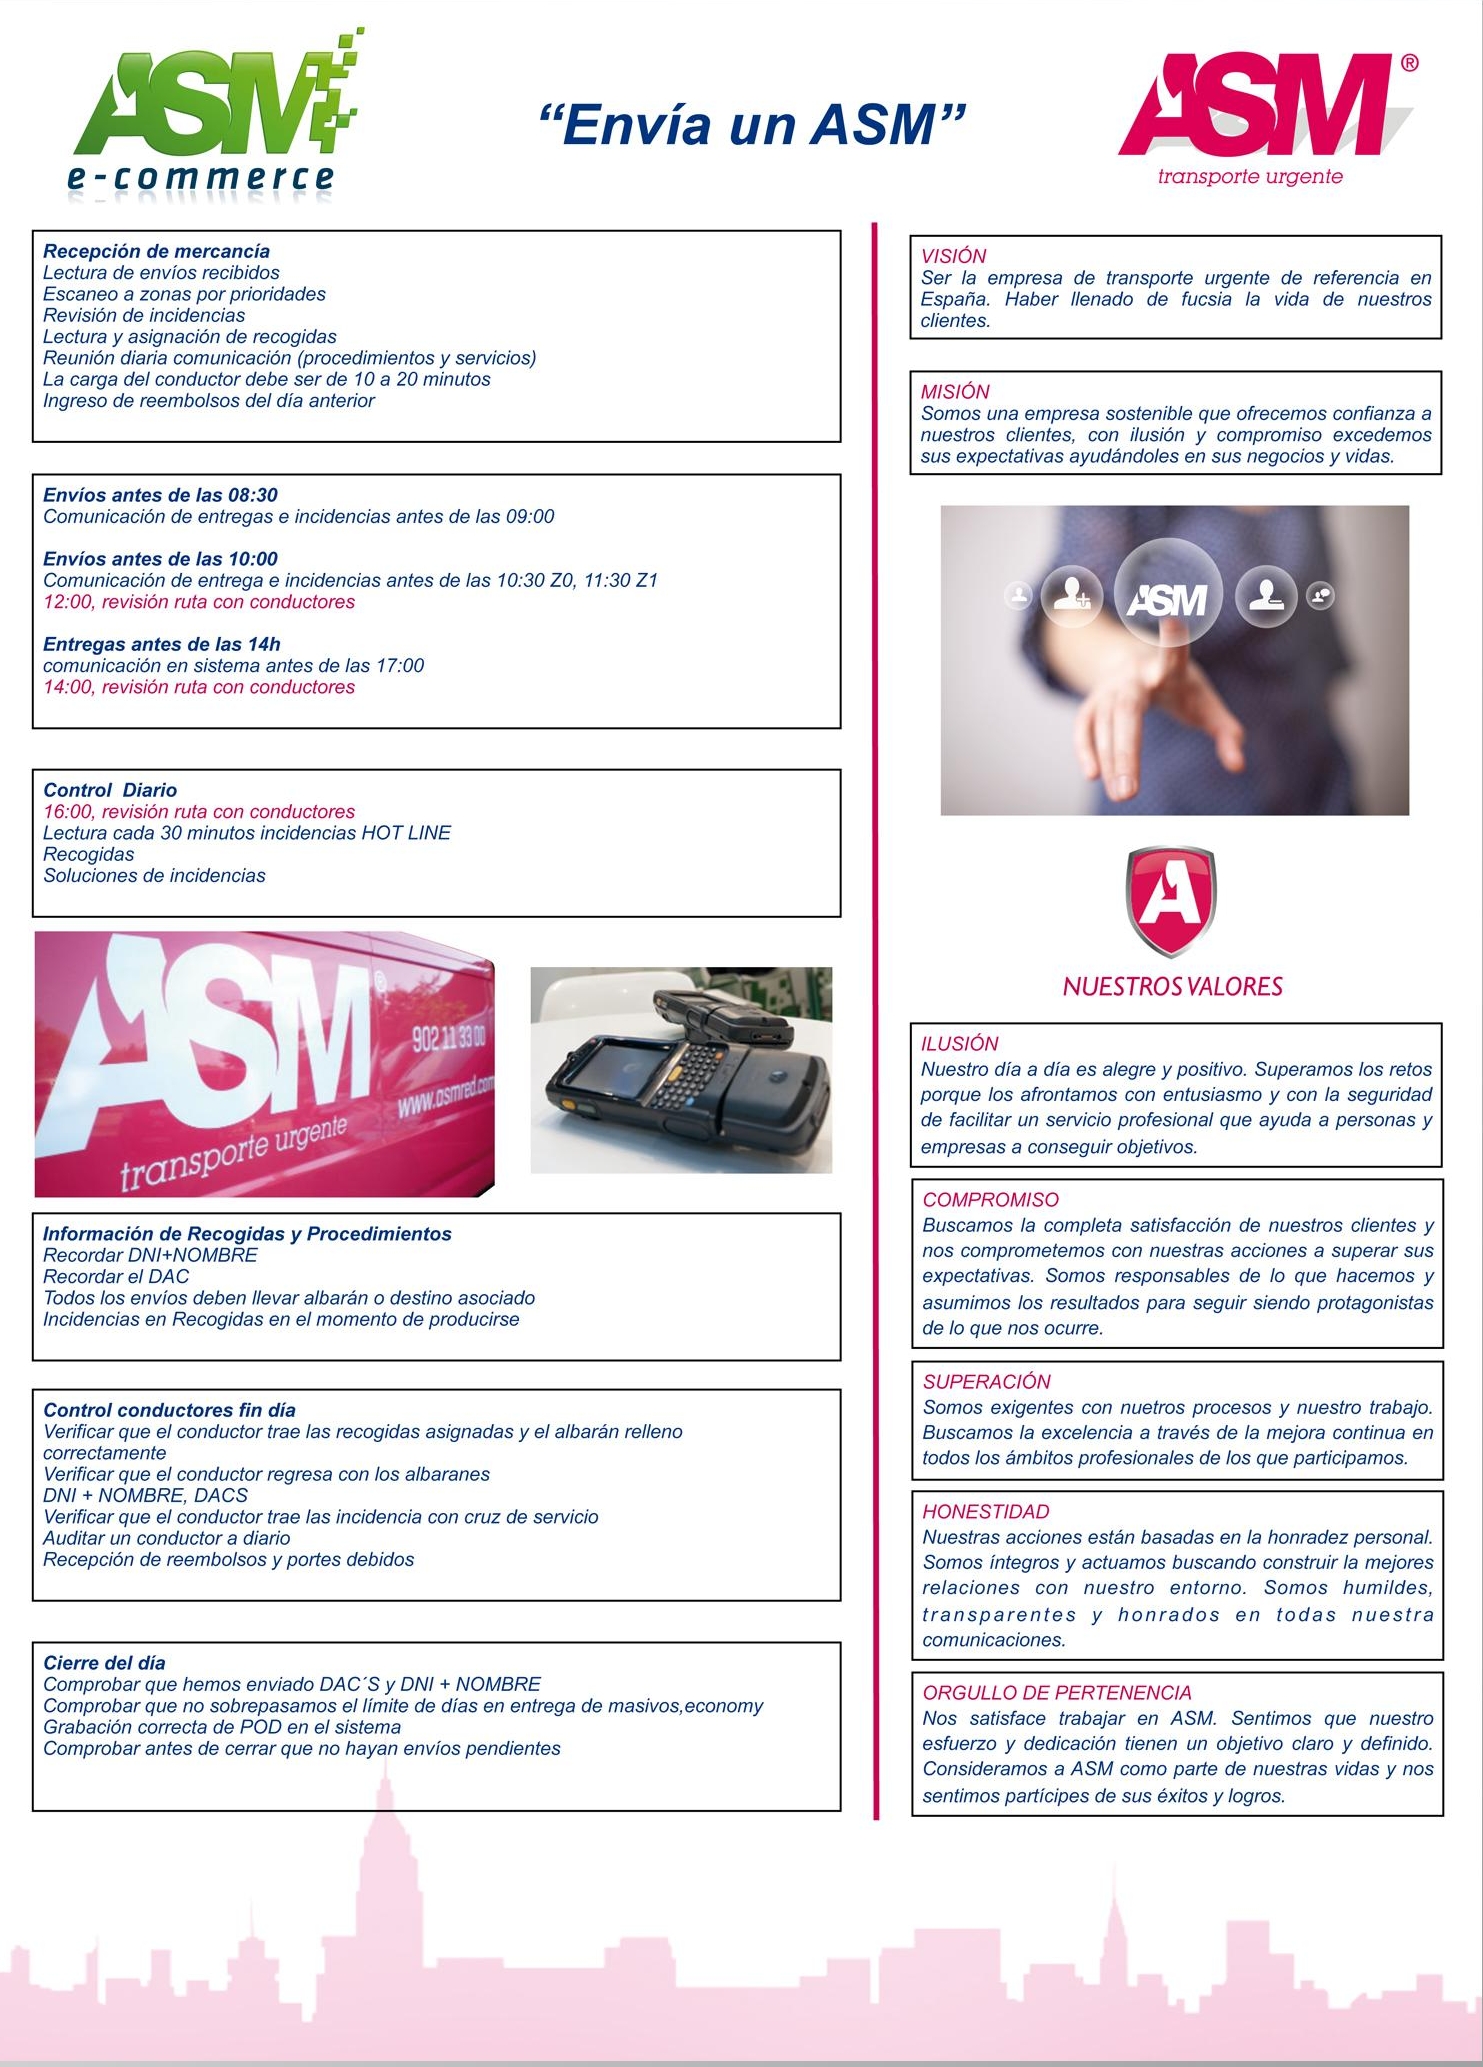 ASM
e-commerce
“Envía un ASM”
ASM®
transporte urgente
Recepción de mercancía
Lectura de envíos recibidos
Escaneo a zonas por prioridades
Revisión de incidencias
Lectura y asignación de recogidas
Reunión diaria comunicación (procedimientos y servicios)
La carga del conductor debe ser de 10 a 20 minutos
Ingreso de reembolsos del día anterior
Envíos antes de las 08:30
Comunicación de entregas e incidencias antes de las 09:00
Envíos antes de las 10:00
Comunicación de entrega e incidencias antes de las 10:30 Z0, 11:30 Z1
12:00, revisión ruta con conductores
Entregas antes de las 14h
comunicación en sistema antes de las 17:00
14:00, revisión ruta con conductores
Control  Diario
16:00, revisión ruta con conductores
Lectura cada 30 minutos incidencias HOT LINE
Recogidas
Soluciones de incidencias
ASM®
transporte urgente
902 11 33 00
www.asmred.com
Información de Recogidas y Procedimientos
Recordar DNI+NOMBRE
Recordar el DAC
Todos los envíos deben llevar albarán o destino asociado
Incidencias en Recogidas en el momento de producirse
Control conductores fin día
Verificar que el conductor trae las recogidas asignadas y el albarán relleno
correctamente
Verificar que el conductor regresa con los albaranes
DNI + NOMBRE, DACS
Verificar que el conductor trae las incidencia con cruz de servicio
Auditar un conductor a diario
Recepción de reembolsos y portes debidos
Cierre del día
Comprobar que hemos enviado DAC´S y DNI + NOMBRE
Comprobar que no sobrepasamos el límite de días en entrega de masivos,economy
Grabación correcta de POD en el sistema
Comprobar antes de cerrar que no hayan envíos pendientes
VISIÓN
Ser la empresa de transporte urgente de referencia en
España. Haber llenado de fucsia la vida de nuestros
clientes.
MISIÓN
Somos una empresa sostenible que ofrecemos confianza a
nuestros clientes, con ilusión y compromiso excedemos
sus expectativas ayudándoles en sus negocios y vidas.
ASM
A
NUESTROS VALORES
ILUSIÓN
Nuestro día a día es alegre y positivo. Superamos los retos
porque los afrontamos con entusiasmo y con la seguridad
de facilitar un servicio profesional que ayuda a personas y
empresas a conseguir objetivos.
COMPROMISO
Buscamos la completa satisfacción de nuestros clientes y
nos comprometemos con nuestras acciones a superar sus
expectativas. Somos responsables de lo que hacemos y
asumimos los resultados para seguir siendo protagonistas
de lo que nos ocurre.
SUPERACIÓN
Somos exigentes con nuetros procesos y nuestro trabajo.
Buscamos la excelencia a través de la mejora continua en
todos los ámbitos profesionales de los que participamos.
HONESTIDAD
Nuestras acciones están basadas en la honradez personal.
Somos íntegros y actuamos buscando construir la mejores
relaciones con nuestro entorno. Somos humildes,
transparentes y honrados en todas nuestra
comunicaciones.
ORGULLO DE PERTENENCIA
Nos satisface trabajar en ASM. Sentimos que nuestro
esfuerzo y dedicación tienen un objetivo claro y definido.
Consideramos a ASM como parte de nuestras vidas y nos
sentimos partícipes de sus éxitos y logros.